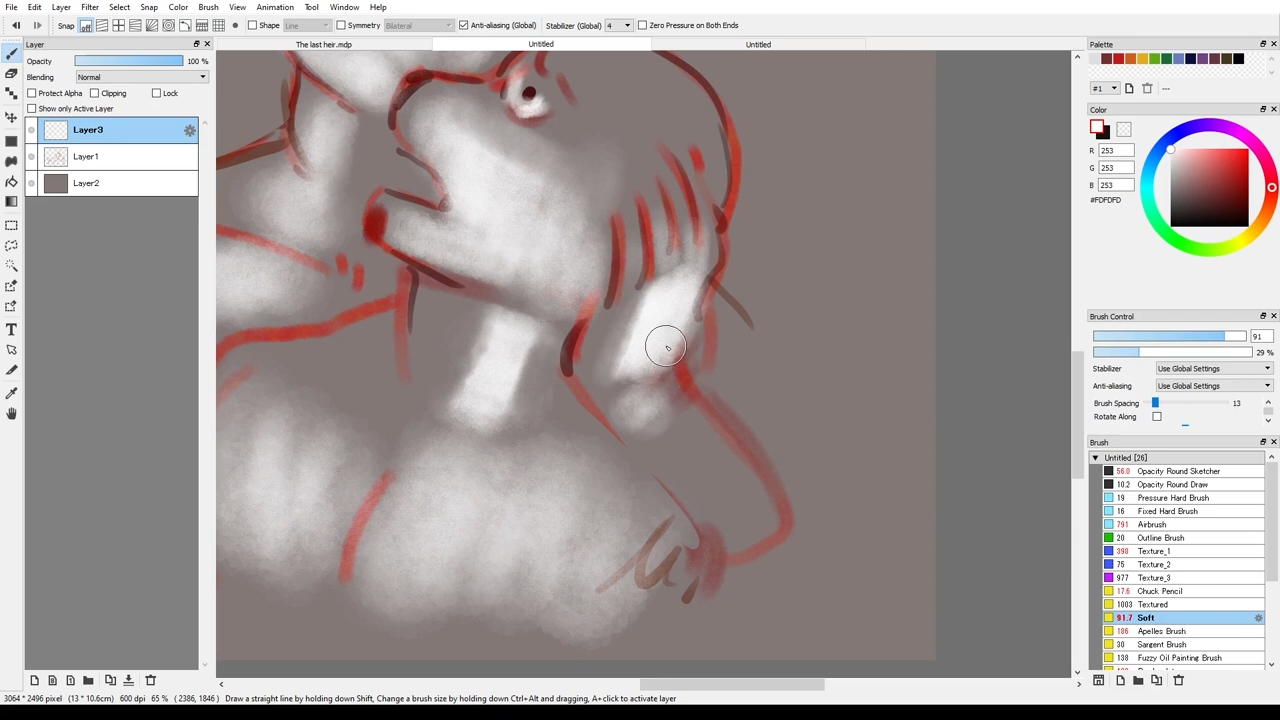 File Edit Layer Filter Select Snap Color Brush View Animation Tool Window Help
Snap off Shape Line Symmetry Bilateral Anti-aliasing (Global) Stabilizer (Global) 4 Zero Pressure on Both Ends
Layer
The last heir.mdp Untitled Untitled
Palette
Opacity 100 %
Blending Normal
Protect Alpha Clipping Lock
Show only Active Layer
Layer3
Layer1
Layer2
#1 ---
Color
R 253
G 253
B 253
#FDFDFD
Brush Control
91
29 %
Stabilizer Use Global Settings
Anti-aliasing Use Global Settings
Brush Spacing 13
Rotate Along
Brush
Untitled [26]
56.0 Opacity Round Sketcher
10.2 Opacity Round Draw
19 Pressure Hard Brush
16 Fixed Hard Brush
791 Airbrush
20 Outline Brush
398 Texture_1
75 Texture_2
977 Texture_3
17.6 Chuck Pencil
1003 Textured
91.7 Soft
186 Apelles Brush
30 Sargent Brush
138 Fuzzy Oil Painting Brush
3064 * 2496 pixel (13 * 10.6cm) 600 dpi 65 % ( 2386, 1846 ) Draw a straight line by holding down Shift, Change a brush size by holding down Ctrl+Alt and dragging, A+click to activate layer